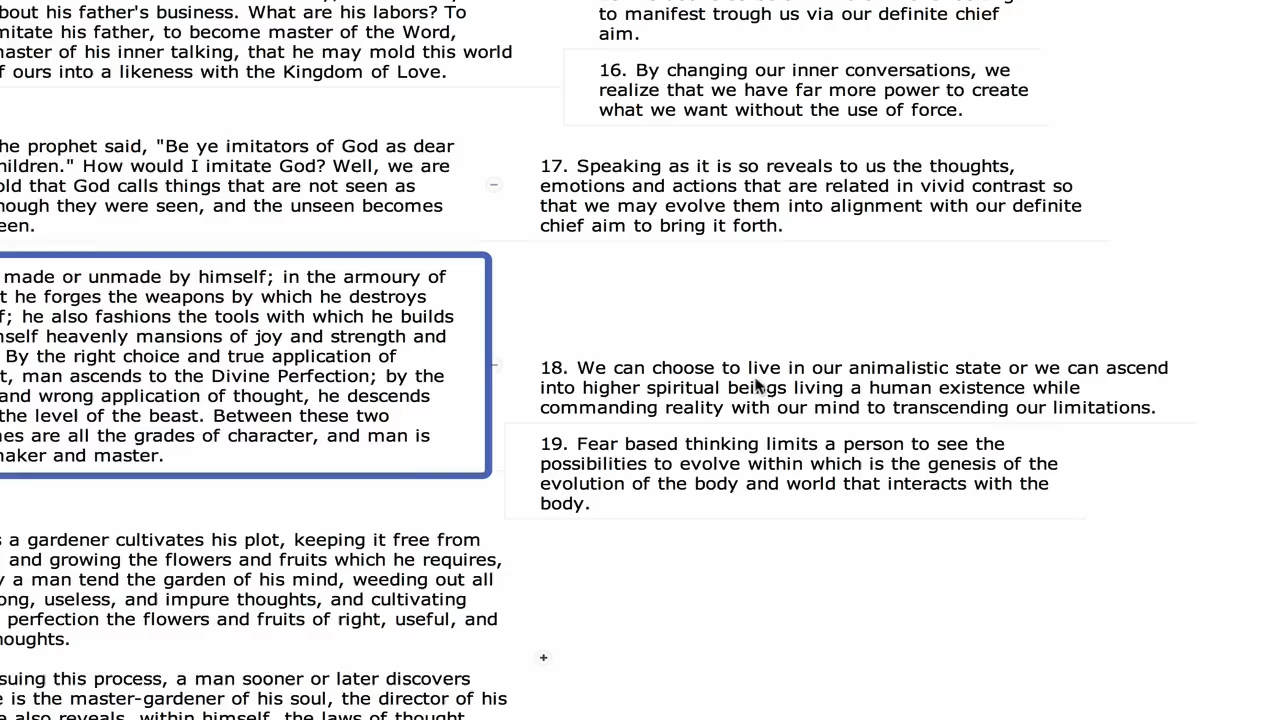 bout his father's business. What are his labors? To
mitate his father, to become master of the Word,
master of his inner talking, that he may mold this world
f ours into a likeness with the Kingdom of Love.
he prophet said, "Be ye imitators of God as dear
hildren." How would I imitate God? Well, we are
old that God calls things that are not seen as
hough they were seen, and the unseen becomes
een.
made or unmade by himself; in the armoury of
t he forges the weapons by which he destroys
f; he also fashions the tools with which he builds
mself heavenly mansions of joy and strength and
By the right choice and true application of
t, man ascends to the Divine Perfection; by the
and wrong application of thought, he descends
the level of the beast. Between these two
es are all the grades of character, and man is
maker and master.
s a gardener cultivates his plot, keeping it free from
and growing the flowers and fruits which he requires,
y a man tend the garden of his mind, weeding out all
ong, useless, and impure thoughts, and cultivating
perfection the flowers and fruits of right, useful, and
houghts.
suing this process, a man sooner or later discovers
e is the master-gardener of his soul, the director of his
e also reveals, within himself, the laws of thought
to manifest trough us via our definite chief
aim.
16. By changing our inner conversations, we
realize that we have far more power to create
what we want without the use of force.
17. Speaking as it is so reveals to us the thoughts,
emotions and actions that are related in vivid contrast so
that we may evolve them into alignment with our definite
chief aim to bring it forth.
18. We can choose to live in our animalistic state or we can ascend
into higher spiritual beings living a human existence while
commanding reality with our mind to transcending our limitations.
19. Fear based thinking limits a person to see the
possibilities to evolve within which is the genesis of the
evolution of the body and world that interacts with the
body.